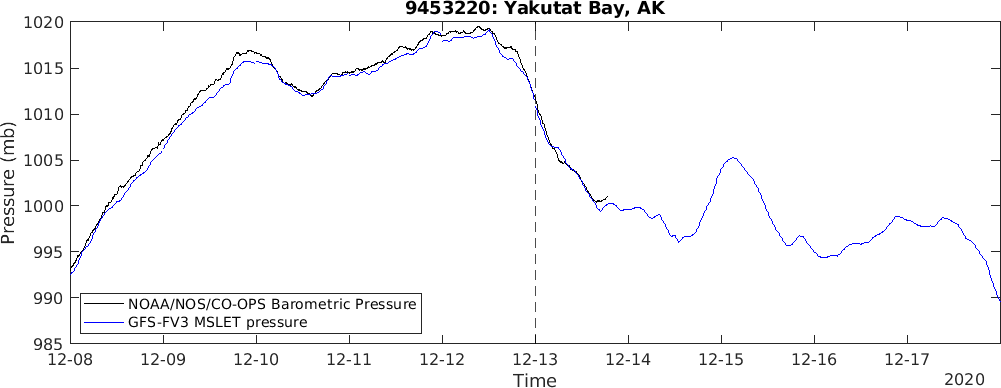 9453220: Yakutat Bay, AK
Pressure (mb)
1020
1015
1010
1005
1000
995
990
985
NOAA/NOS/CO-OPS Barometric Pressure
GFS-FV3 MSLET pressure
12-08 12-09 12-10 12-11 12-12 12-13 12-14 12-15 12-16 12-17
Time
2020